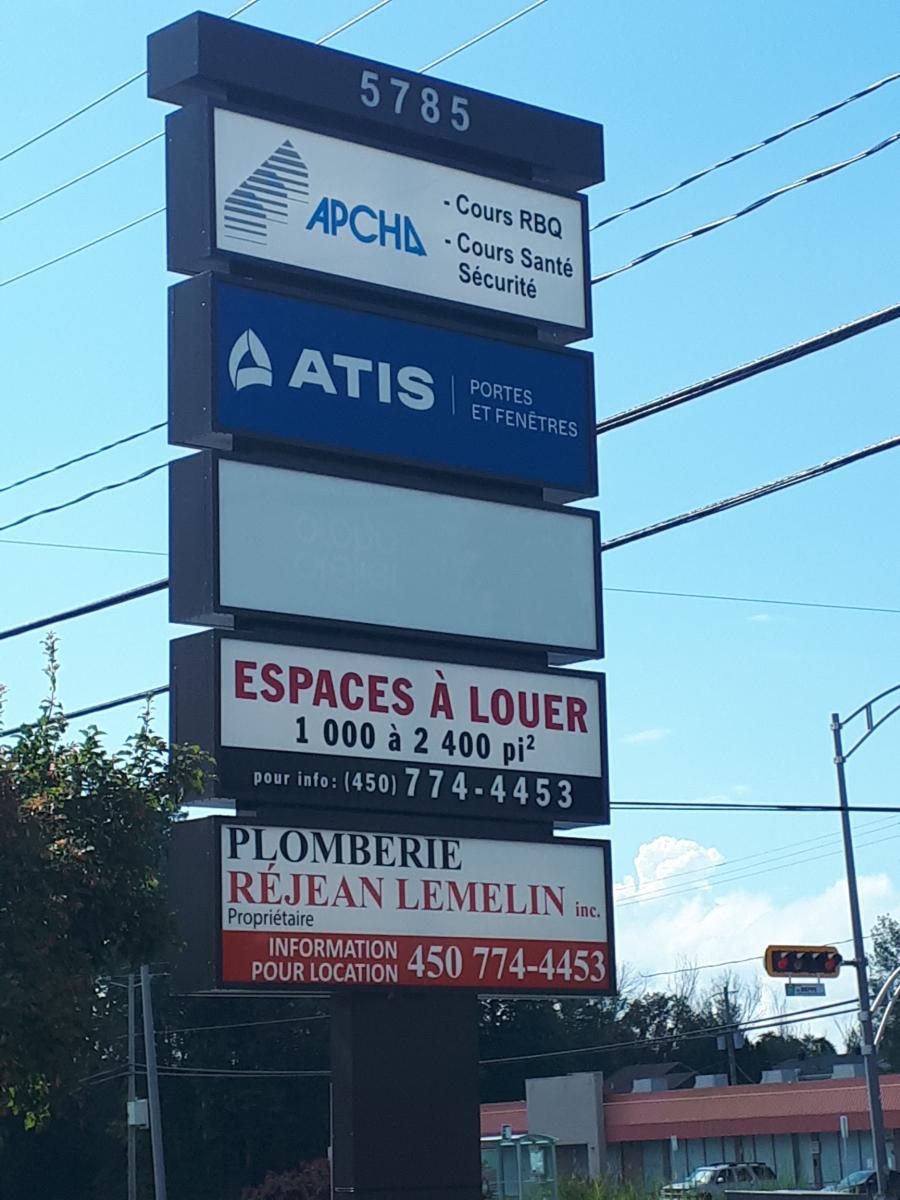 5785
APCHA
- Cours RBQ
- Cours Santé
Sécurité
ATIS
PORTES
ET FENÊTRES
ESPACES À LOUER
1 000 à 2 400 pi²
pour info: (450) 774-4453
PLOMBERIE
RÉJEAN LEMELIN inc.
Propriétaire
INFORMATION
POUR LOCATION
450 774-4453